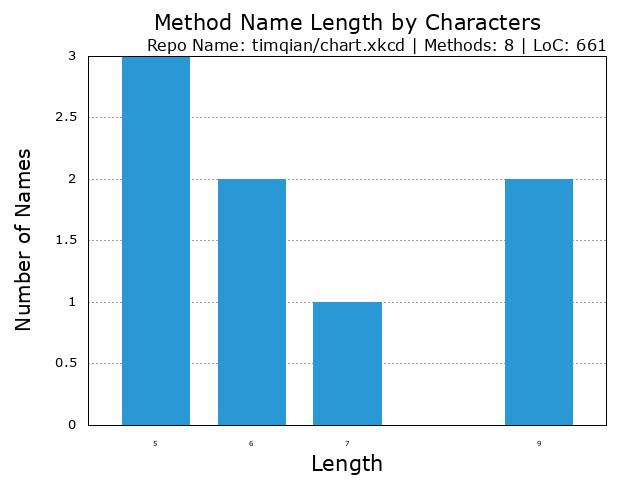 Method Name Length by Characters
Repo Name: timqian/chart.xkcd | Methods: 8 | LoC: 661
3
2.5
2
1.5
1
0.5
0
Number of Names
5 6 7 9
Length